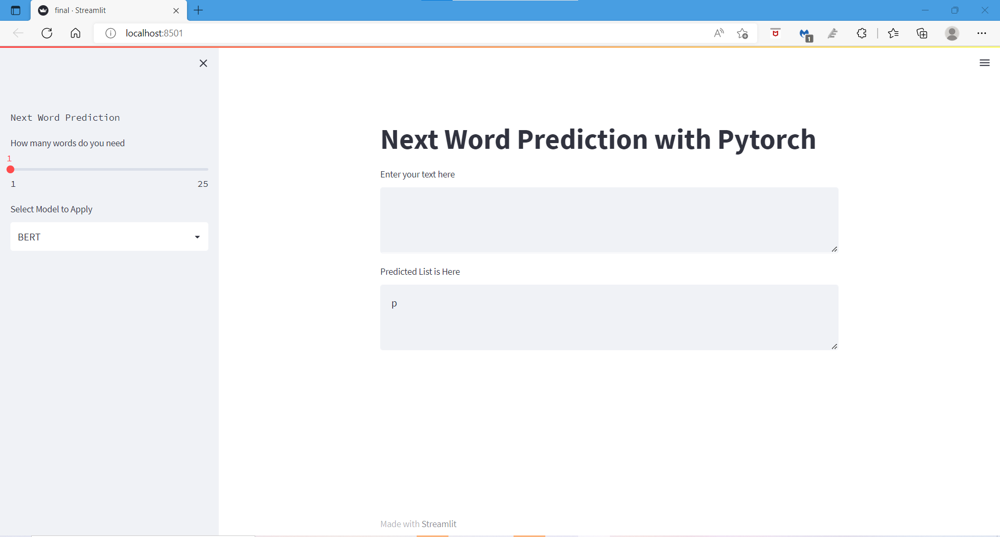 final · Streamlit
localhost:8501
1
Next Word Prediction
How many words do you need
1
1 25
Select Model to Apply
BERT
Next Word Prediction with Pytorch
Enter your text here
Predicted List is Here
p
Made with Streamlit